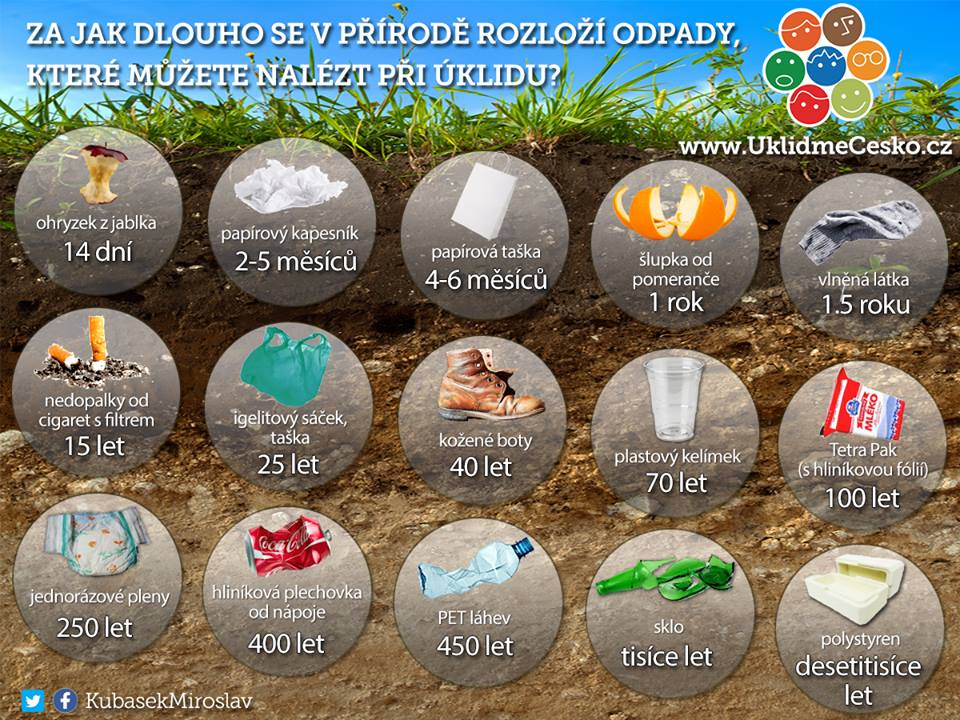 ZA JAK DLOUHO SE V PŘÍRODĚ ROZLOŽÍ ODPADY,
KTERÉ MŮŽETE NALÉZT PŘI ÚKLIDU?
www.UklidmeCesko.cz
ohryzek z jablka
14 dní
papírový kapesník
2-5 měsíců
papírová taška
4-6 měsíců
šlupka od
pomeranče
1 rok
vlněná látka
1.5 roku
nedopalky od
cigaret s filtrem
15 let
igelitový sáček,
taška
25 let
kožené boty
40 let
plastový kelímek
70 let
MLÉKO
Tetra Pak
(s hliníkovou fólií)
100 let
jednorázové pleny
250 let
Coca-Cola
hliníková plechovka
od nápoje
400 let
PET láhev
450 let
sklo
tisíce let
polystyren
desetitisíce
let
KubasekMiroslav